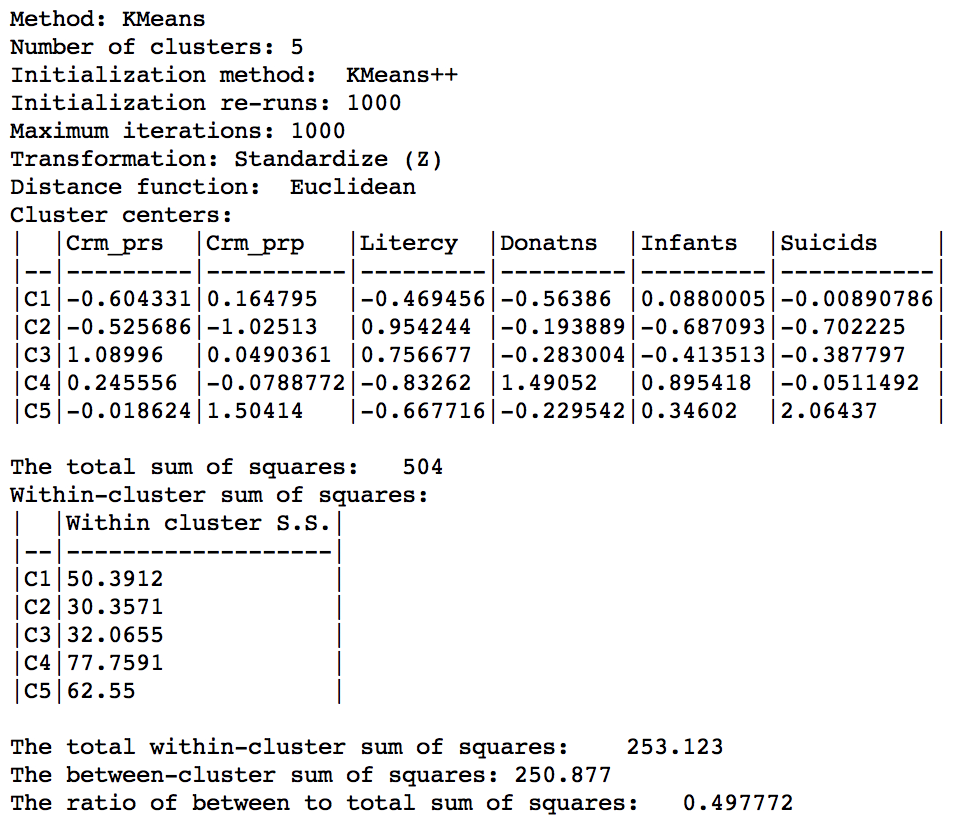 Method: KMeans
Number of clusters: 5
Initialization method:  KMeans++
Initialization re-runs: 1000
Maximum iterations: 1000
Transformation: Standardize (Z)
Distance function:  Euclidean
Cluster centers:
|  |Crm_prs  |Crm_prp   |Litercy  |Donatns  |Infants  |Suicids    |
|--|---------|----------|---------|---------|---------|-----------|
|C1|-0.604331|0.164795  |-0.469456|-0.56386 |0.0880005|-0.00890786|
|C2|-0.525686|-1.02513  |0.954244 |-0.193889|-0.687093|-0.702225  |
|C3|1.08996  |0.0490361 |0.756677 |-0.283004|-0.413513|-0.387797  |
|C4|0.245556 |-0.0788772|-0.83262 |1.49052  |0.895418 |-0.0511492 |
|C5|-0.018624|1.50414   |-0.667716|-0.229542|0.34602  |2.06437    |
The total sum of squares:   504
Within-cluster sum of squares:
|  |Within cluster S.S.|
|--|-------------------|
|C1|50.3912            |
|C2|30.3571            |
|C3|32.0655            |
|C4|77.7591            |
|C5|62.55              |
The total within-cluster sum of squares:    253.123
The between-cluster sum of squares: 250.877
The ratio of between to total sum of squares:   0.497772